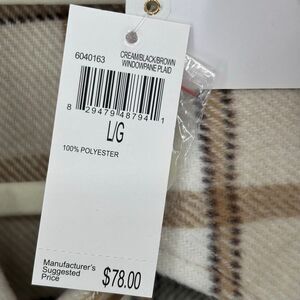 6040163
CREAM/BLACK/BROWN
WINDOWPANE PLAID
8 29479 48794 1
L/G
100% POLYESTER
Manufacturer's
Suggested
Price
$78.00